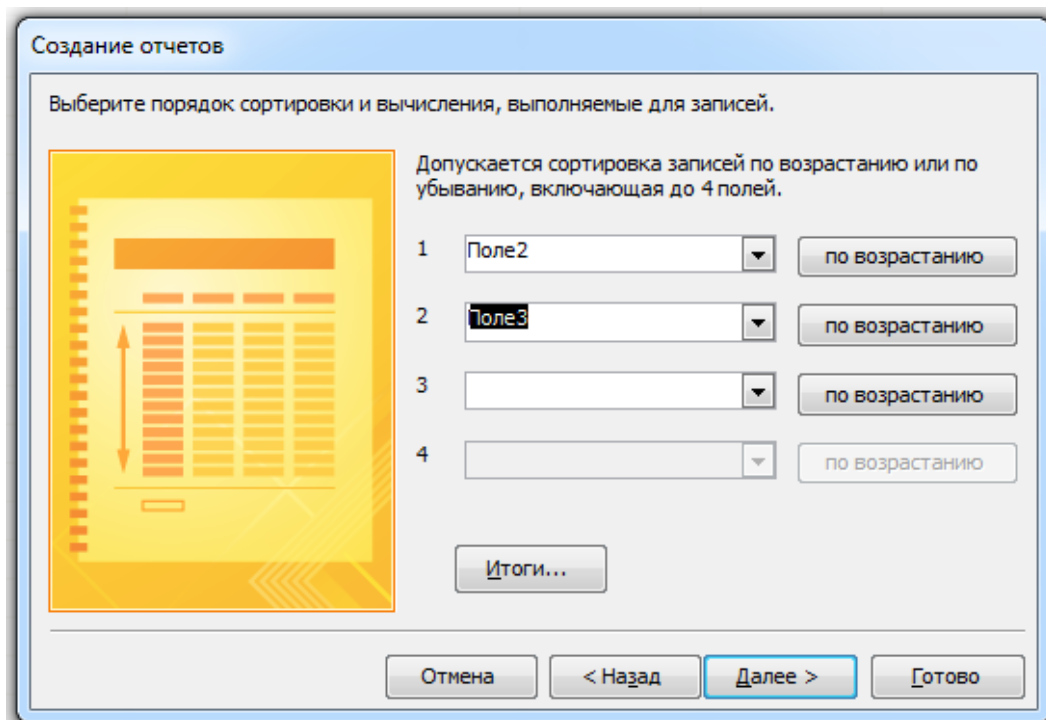 Создание отчетов
Выберите порядок сортировки и вычисления, выполняемые для записей.
Допускается сортировка записей по возрастанию или по
убыванию, включающая до 4 полей.
1 Поле2 по возрастанию
2 Поле3 по возрастанию
3 по возрастанию
4 по возрастанию
Итоги...
Отмена < Назад Далее > Готово